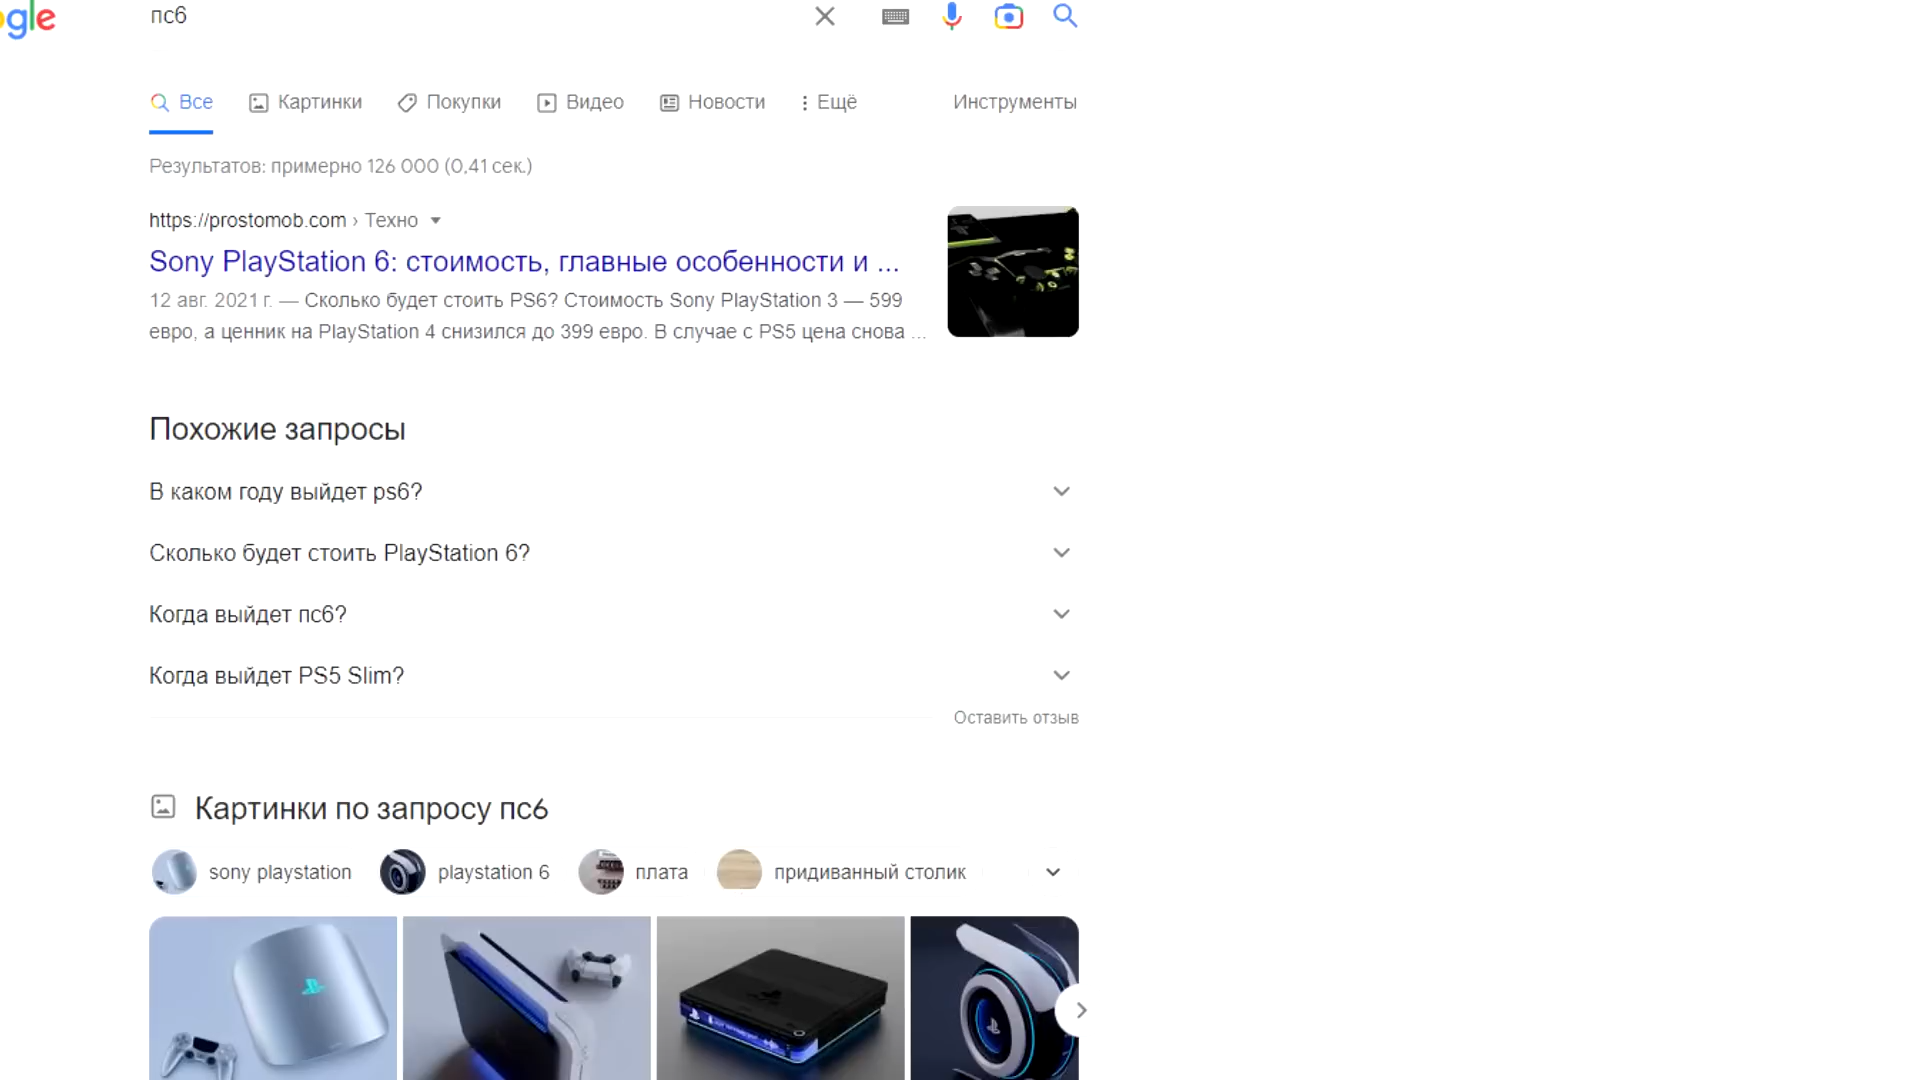 gle
пс6
Все Картинки Покупки Видео Новости Ещё Инструменты
Результатов: примерно 126 000 (0,41 сек.)
https://prostomob.com › Техно
Sony PlayStation 6: стоимость, главные особенности и ...
12 авг. 2021 г. — Сколько будет стоить PS6? Стоимость Sony PlayStation 3 — 599
евро, а ценник на PlayStation 4 снизился до 399 евро. В случае с PS5 цена снова ...
Похожие запросы
В каком году выйдет ps6?
Сколько будет стоить PlayStation 6?
Когда выйдет пс6?
Когда выйдет PS5 Slim?
Оставить отзыв
Картинки по запросу пс6
sony playstation playstation 6 плата придиванный столик